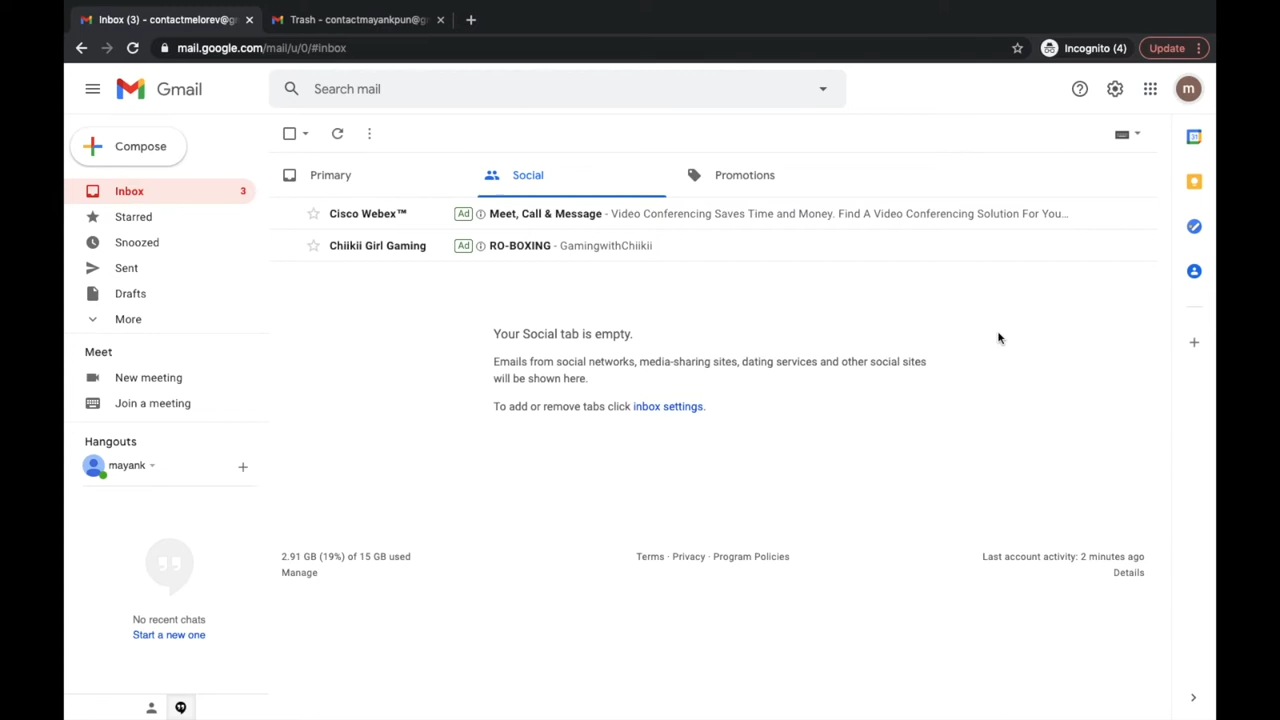 Inbox (3) - contactmelorev@g
Trash - contactmayankpun@g
mail.google.com/mail/u/0/#inbox
Incognito (4)
Update
Gmail
Search mail
m
Compose
Inbox 3
Starred
Snoozed
Sent
Drafts
More
Meet
New meeting
Join a meeting
Hangouts
mayank
No recent chats
Start a new one
Primary
Social
Promotions
Cisco Webex™ Ad Meet, Call & Message - Video Conferencing Saves Time and Money. Find A Video Conferencing Solution For You...
Chiikii Girl Gaming Ad RO-BOXING - GamingwithChiikii
Your Social tab is empty.
Emails from social networks, media-sharing sites, dating services and other social sites
will be shown here.
To add or remove tabs click inbox settings.
2.91 GB (19%) of 15 GB used
Manage
Terms · Privacy · Program Policies
Last account activity: 2 minutes ago
Details
31